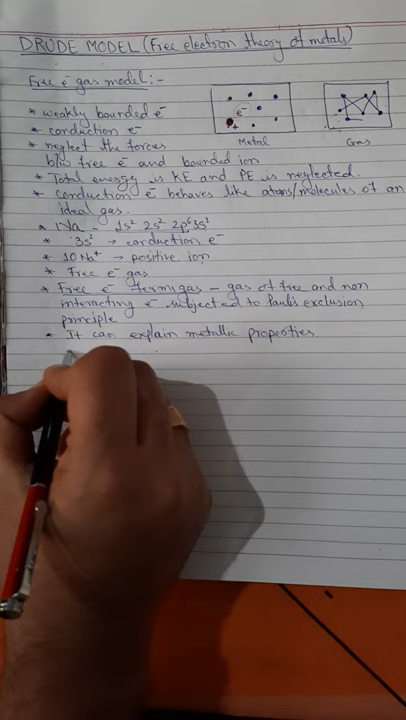 DRUDE MODEL (Free electron theory of metals)
Free e⁻ gas model:-
* weakly bounded e⁻
* conduction e⁻
* neglect the forces
b/w free e⁻ and bounded ion
e⁻
+
Metal
Gas
* Total energy is KE and PE is neglected.
* conduction e⁻ behaves like atoms/molecules of an
ideal gas.
* Na - 1s² 2s² 2p⁶ 3s¹
* 3s¹ → conduction e⁻
* 10 Na⁺ → positive ion
* Free e⁻ gas
* Free e⁻ fermi gas - gas of free and non
interacting e⁻ subjected to Pauli's exclusion
principle
* It can explain metallic properties.